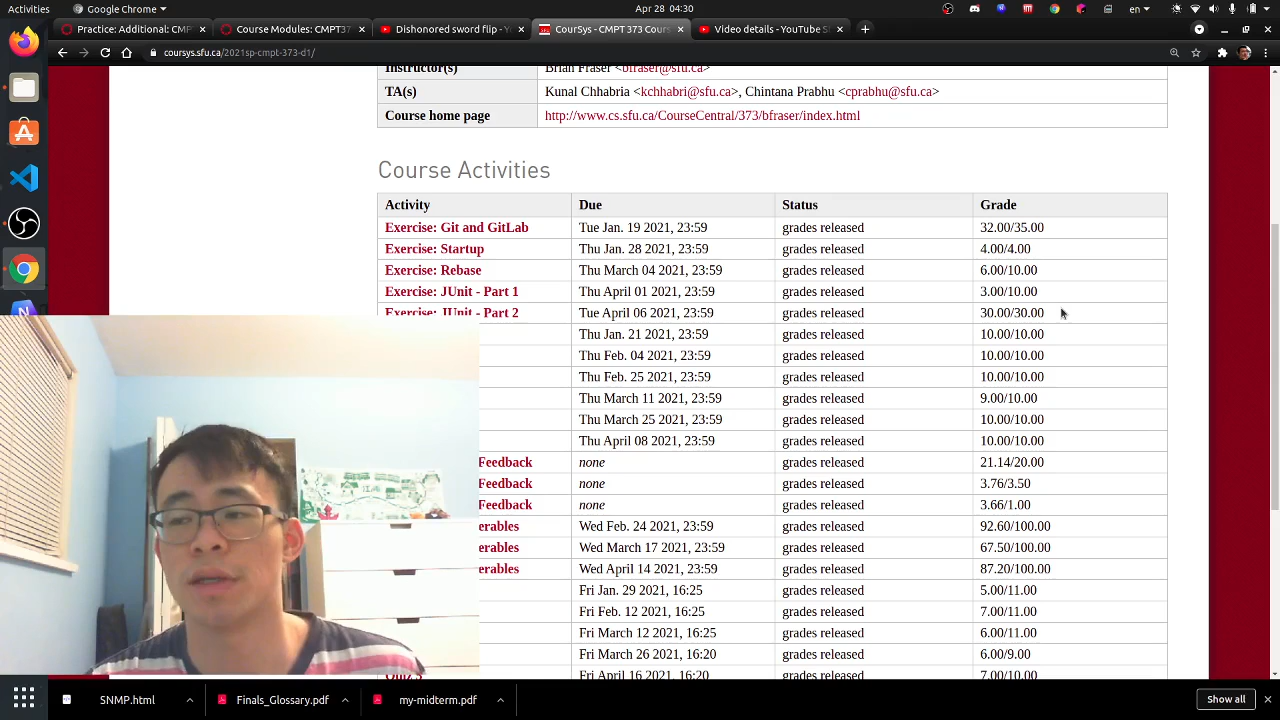 Activities Google Chrome Apr 28 04:30 en
Practice: Additional: CMPT Course Modules: CMPT37 Dishonored sword flip - Yo CourSys - CMPT 373 Cours Video details - YouTube S
coursys.sfu.ca/2021sp-cmpt-373-d1/
Instructor(s) Brian Fraser <bfraser@sfu.ca>
TA(s) Kunal Chhabria <kchhabri@sfu.ca>, Chintana Prabhu <cprabhu@sfu.ca>
Course home page http://www.cs.sfu.ca/CourseCentral/373/bfraser/index.html
Course Activities
Activity Due Status Grade
Exercise: Git and GitLab Tue Jan. 19 2021, 23:59 grades released 32.00/35.00
Exercise: Startup Thu Jan. 28 2021, 23:59 grades released 4.00/4.00
Exercise: Rebase Thu March 04 2021, 23:59 grades released 6.00/10.00
Exercise: JUnit - Part 1 Thu April 01 2021, 23:59 grades released 3.00/10.00
Exercise: JUnit - Part 2 Tue April 06 2021, 23:59 grades released 30.00/30.00
Thu Jan. 21 2021, 23:59 grades released 10.00/10.00
Thu Feb. 04 2021, 23:59 grades released 10.00/10.00
Thu Feb. 25 2021, 23:59 grades released 10.00/10.00
Thu March 11 2021, 23:59 grades released 9.00/10.00
Thu March 25 2021, 23:59 grades released 10.00/10.00
Thu April 08 2021, 23:59 grades released 10.00/10.00
Feedback none grades released 21.14/20.00
Feedback none grades released 3.76/3.50
Feedback none grades released 3.66/1.00
erables Wed Feb. 24 2021, 23:59 grades released 92.60/100.00
erables Wed March 17 2021, 23:59 grades released 67.50/100.00
erables Wed April 14 2021, 23:59 grades released 87.20/100.00
Fri Jan. 29 2021, 16:25 grades released 5.00/11.00
Fri Feb. 12 2021, 16:25 grades released 7.00/11.00
Fri March 12 2021, 16:25 grades released 6.00/11.00
Fri March 26 2021, 16:20 grades released 6.00/9.00
Fri April 16 2021, 16:20 grades released 7.00/10.00
SNMP.html Finals_Glossary.pdf my-midterm.pdf Show all